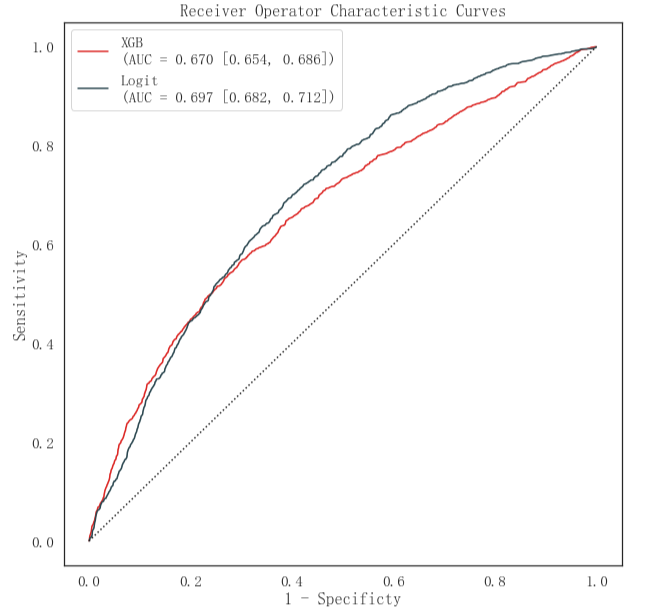 Receiver Operator Characteristic Curves
XGB
(AUC = 0.670 [0.654, 0.686])
Logit
(AUC = 0.697 [0.682, 0.712])
Sensitivity
1.0
0.8
0.6
0.4
0.2
0.0
0.0 0.2 0.4 0.6 0.8 1.0
1 - Specificty